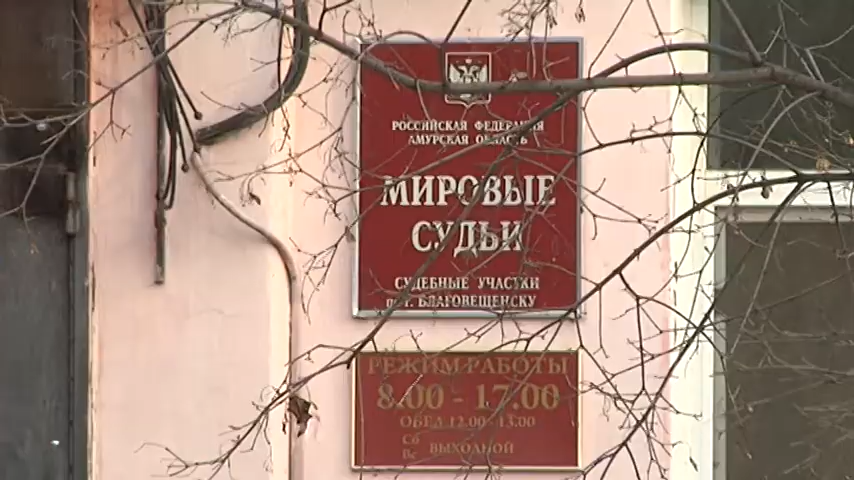 РОССИЙСКАЯ ФЕДЕРАЦИЯ
АМУРСКАЯ ОБЛАСТЬ
МИРОВЫЕ
СУДЬИ
СУДЕБНЫЕ УЧАСТКИ
по г. БЛАГОВЕЩЕНСКУ
РЕЖИМ РАБОТЫ
8.00 - 17.00
ОБЕД 12.00 - 13.00
Сб
Вс ВЫХОДНОЙ